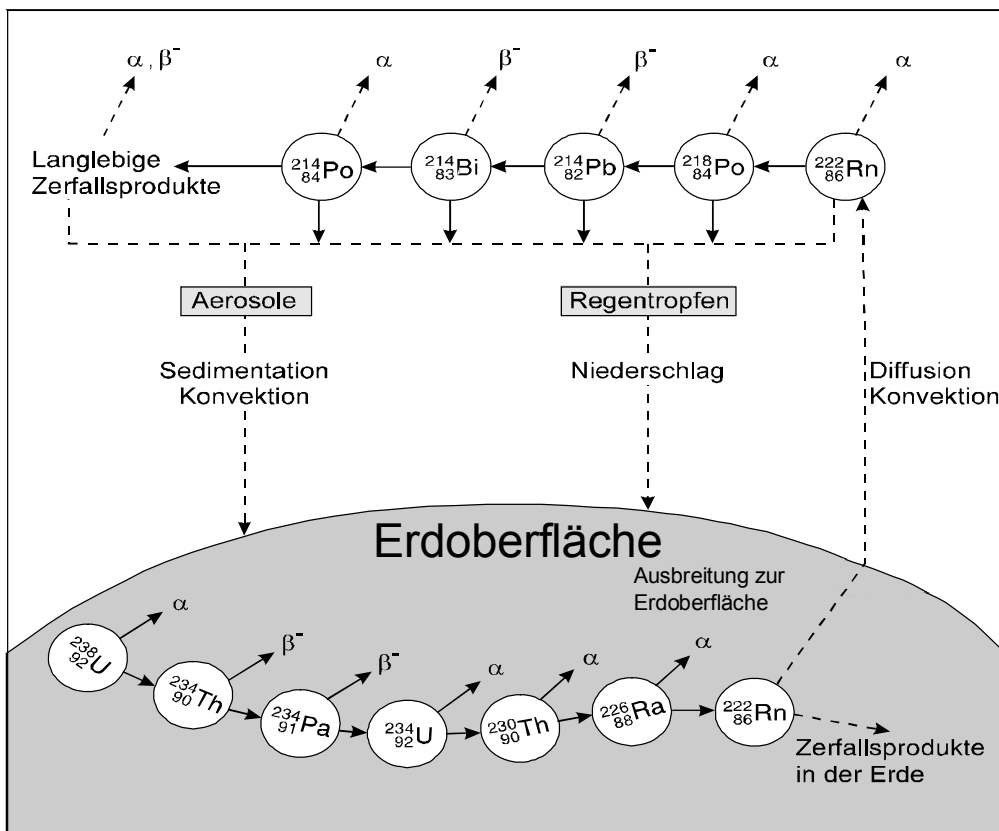 α , β⁻
α
β⁻
β⁻
α
α
Langlebige
Zerfallsprodukte
²¹⁴₈₄Po
²¹⁴₈₃Bi
²¹⁴₈₂Pb
²¹⁸₈₄Po
²²²₈₆Rn
Aerosole
Regentropfen
Sedimentation
Konvektion
Niederschlag
Diffusion
Konvektion
Erdoberfläche
Ausbreitung zur
Erdoberfläche
α
β⁻
β⁻
α
α
α
²³⁸₉₂U
²³⁴₉₀Th
²³⁴₉₁Pa
²³⁴₉₂U
²³⁰₉₀Th
²²⁶₈₈Ra
²²²₈₆Rn
Zerfallsprodukte
in der Erde